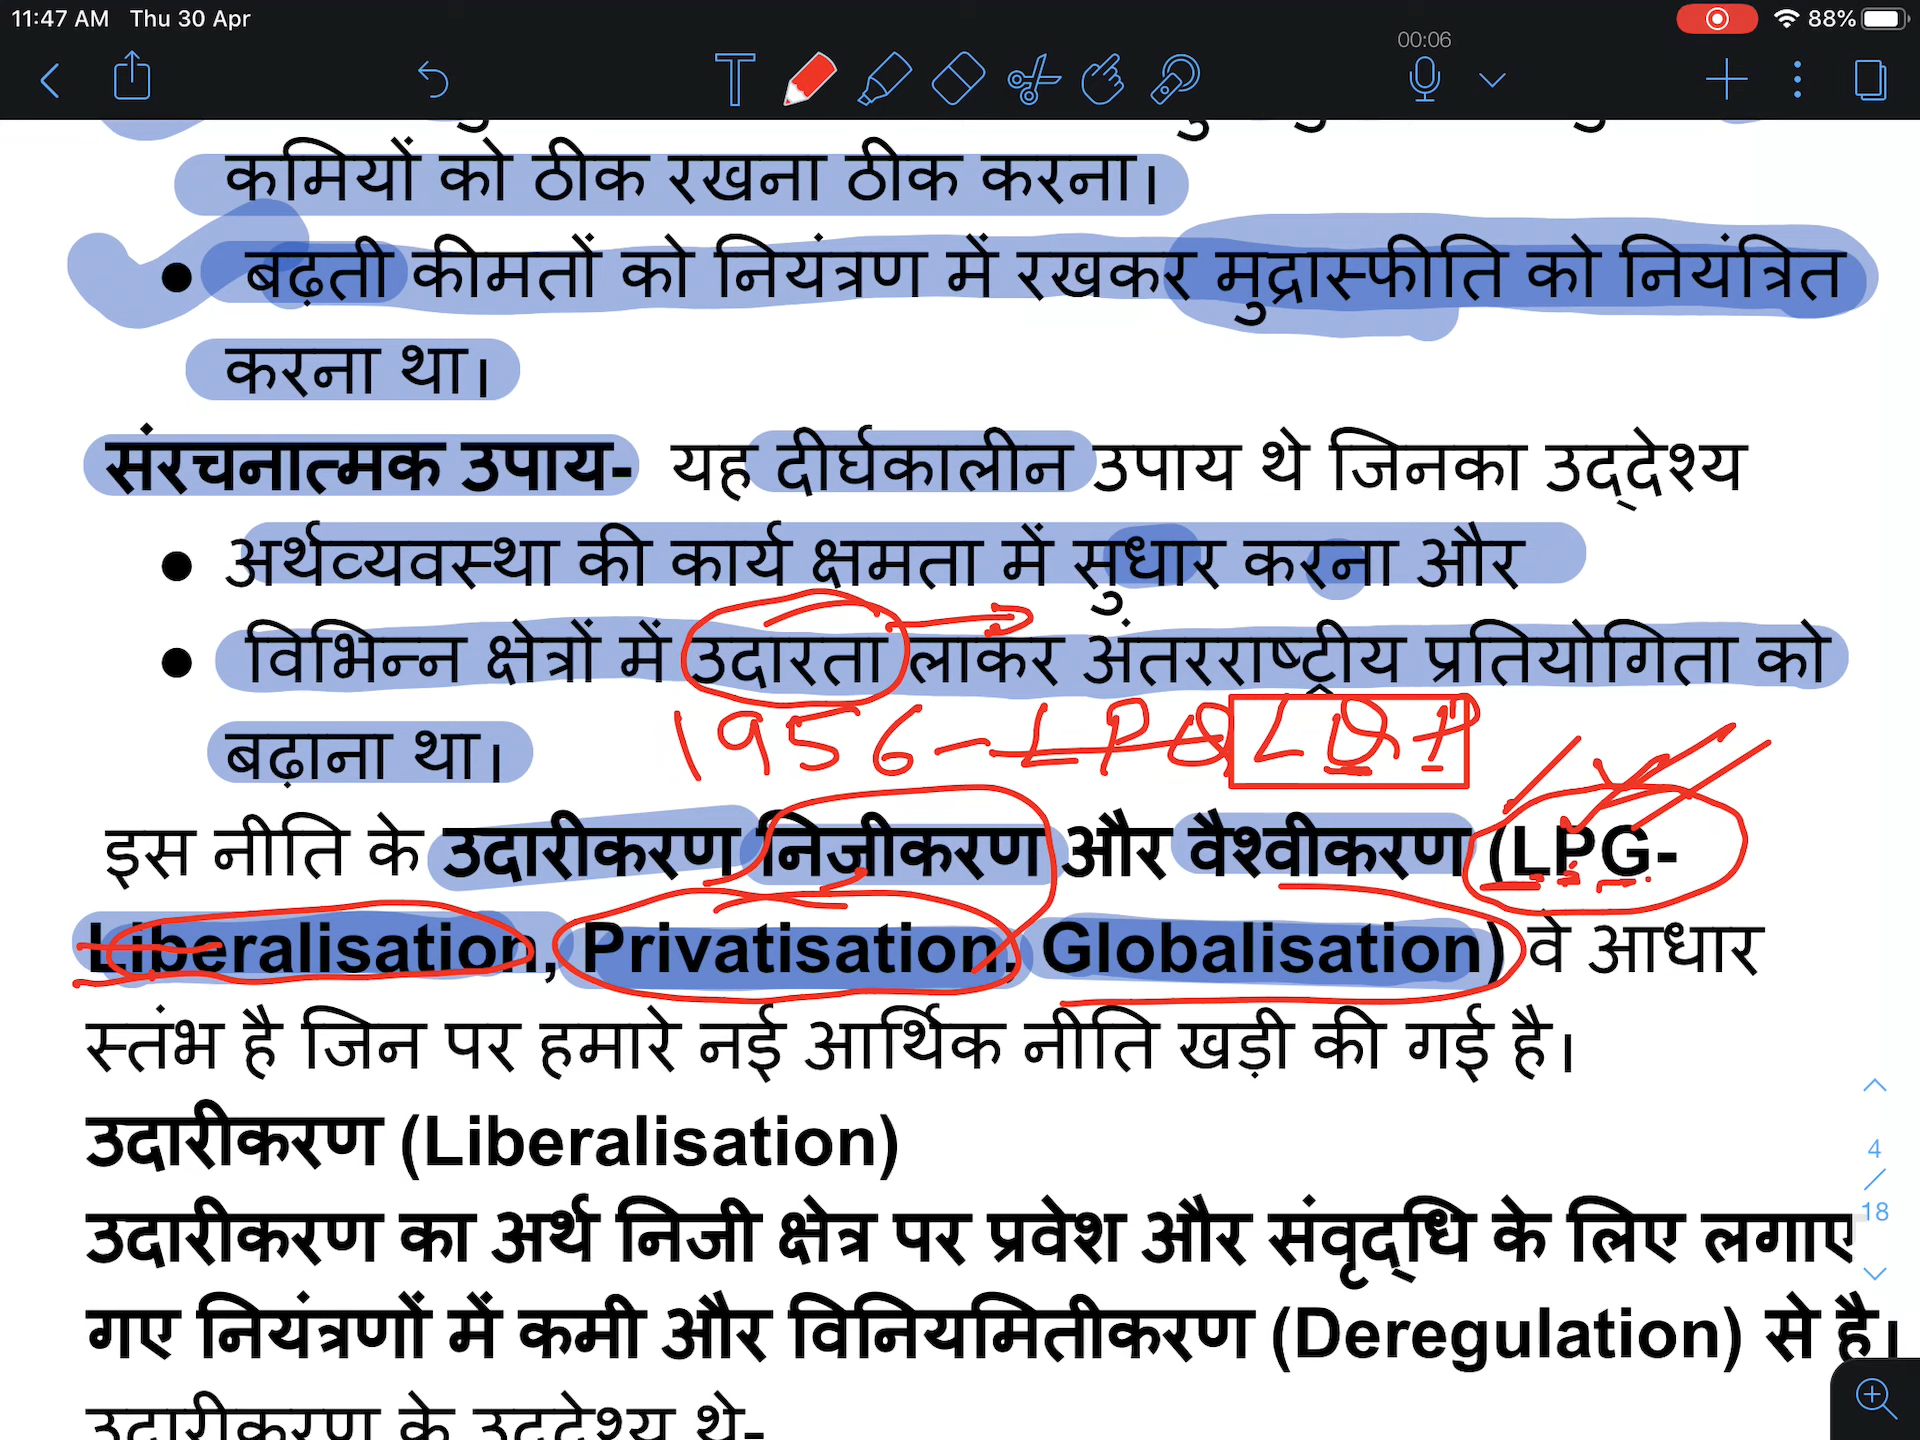 11:47 AM Thu 30 Apr 88%
00:06
कमियों को ठीक रखना ठीक करना।
● बढ़ती कीमतों को नियंत्रण में रखकर मुद्रास्फीति को नियंत्रित
करना था।
संरचनात्मक उपाय- यह दीर्घकालीन उपाय थे जिनका उद्देश्य
● अर्थव्यवस्था की कार्य क्षमता में सुधार करना और
● विभिन्न क्षेत्रों में उदारता लाकर अंतरराष्ट्रीय प्रतियोगिता को
बढ़ाना था। 1956-
इस नीति के उदारीकरण निजीकरण और वैश्वीकरण (LPG-
Liberalisation, Privatisation, Globalisation) वे आधार
स्तंभ है जिन पर हमारे नई आर्थिक नीति खड़ी की गई है।
उदारीकरण (Liberalisation)
4
/
18
उदारीकरण का अर्थ निजी क्षेत्र पर प्रवेश और संवृद्धि के लिए लगाए
गए नियंत्रणों में कमी और विनियमितीकरण (Deregulation) से है।
उदारीकरण के उद्देश्य थे-